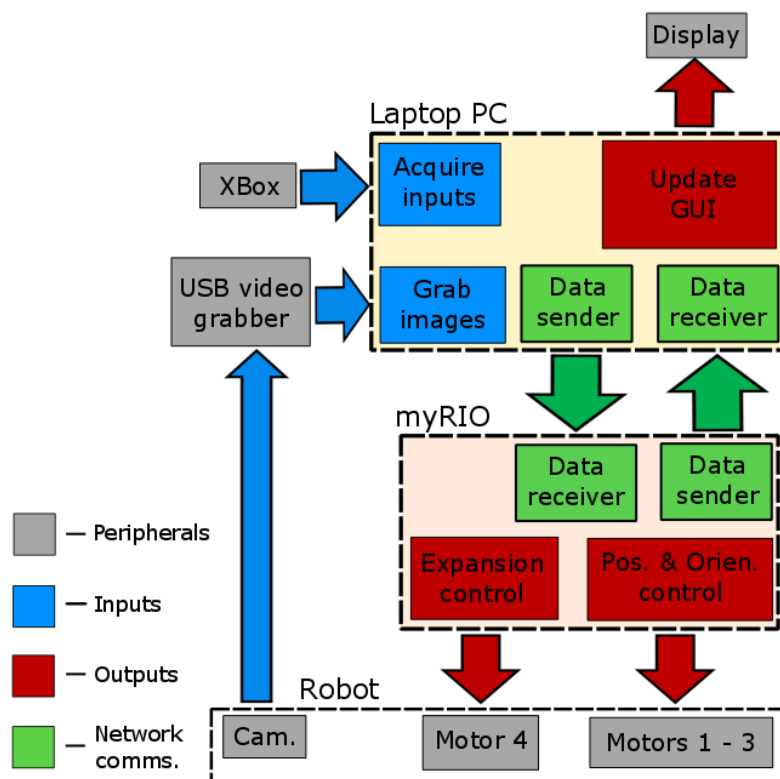 Display
Laptop PC
XBox
Acquire
inputs
Update
GUI
USB video
grabber
Grab
images
Data
sender
Data
receiver
myRIO
Data
receiver
Data
sender
Expansion
control
Pos. & Orien.
control
— Peripherals
— Inputs
— Outputs
— Network
comms.
Robot
Cam.
Motor 4
Motors 1 - 3